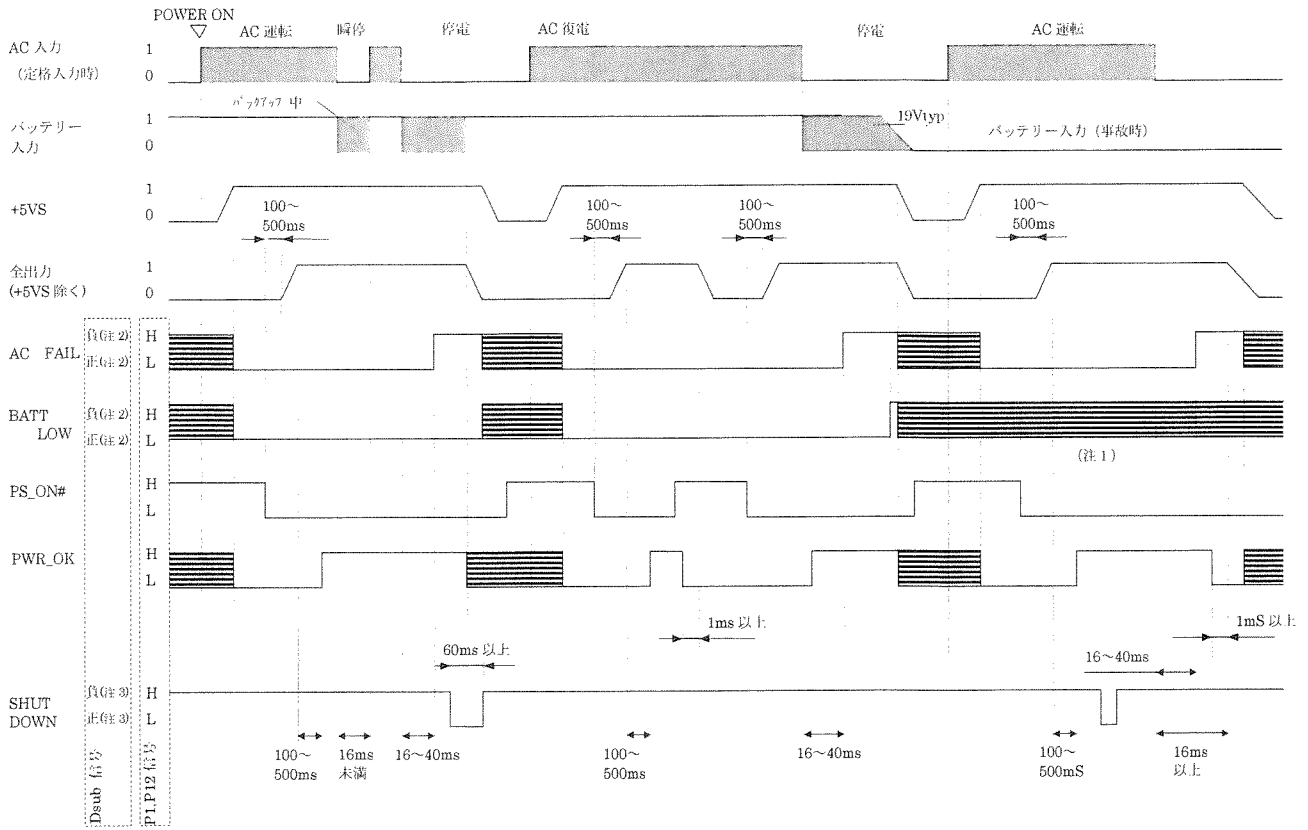 POWER ON
AC 運転
瞬停
停電
AC 復電
停電
AC 運転
AC 入力
(定格入力時)
1
0
バックアップ 中
バッテリー
入力
1
0
19Vtyp
バッテリー入力 (事故時)
+5VS
1
0
100～
500ms
100～
500ms
100～
500ms
100～
500ms
全出力
(+5VS 除く)
1
0
AC FAIL
負(注 2)
正(注 2)
H
L
BATT
LOW
負(注 2)
正(注 2)
H
L
(注 1)
PS_ON#
H
L
PWR_OK
H
L
1ms 以上
1mS 以上
60ms 以上
16～40ms
SHUT
DOWN
負(注 3)
正(注 3)
H
L
100～
500ms
16ms
未満
16～40ms
100～
500ms
16～40ms
100～
500mS
16ms
以上
Dsub 信号
P1,P12 信号